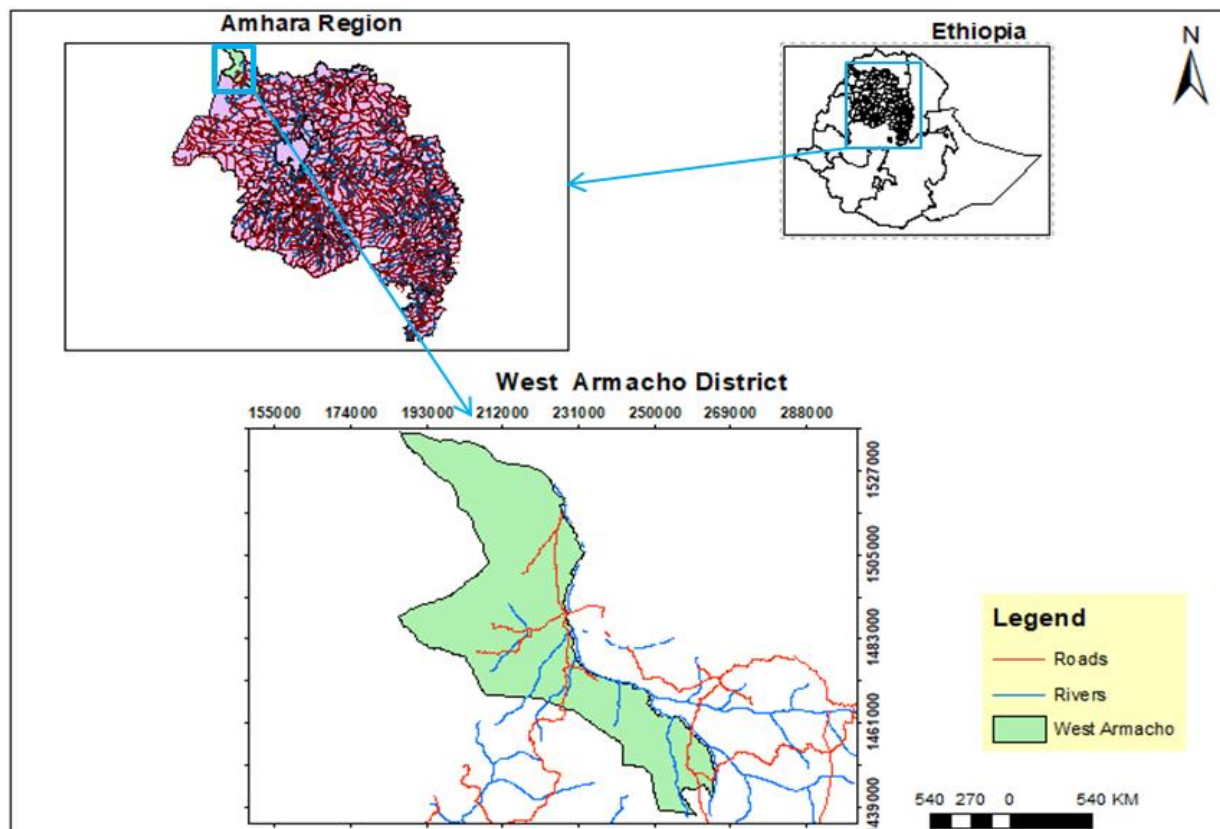 Amhara Region
Ethiopia
N
West Armacho District
155000 174000 193000 212000 231000 250000 269000 288000
1527000
1505000
1483000
1461000
439000
Legend
Roads
Rivers
West Armacho
540 270 0 540 KM